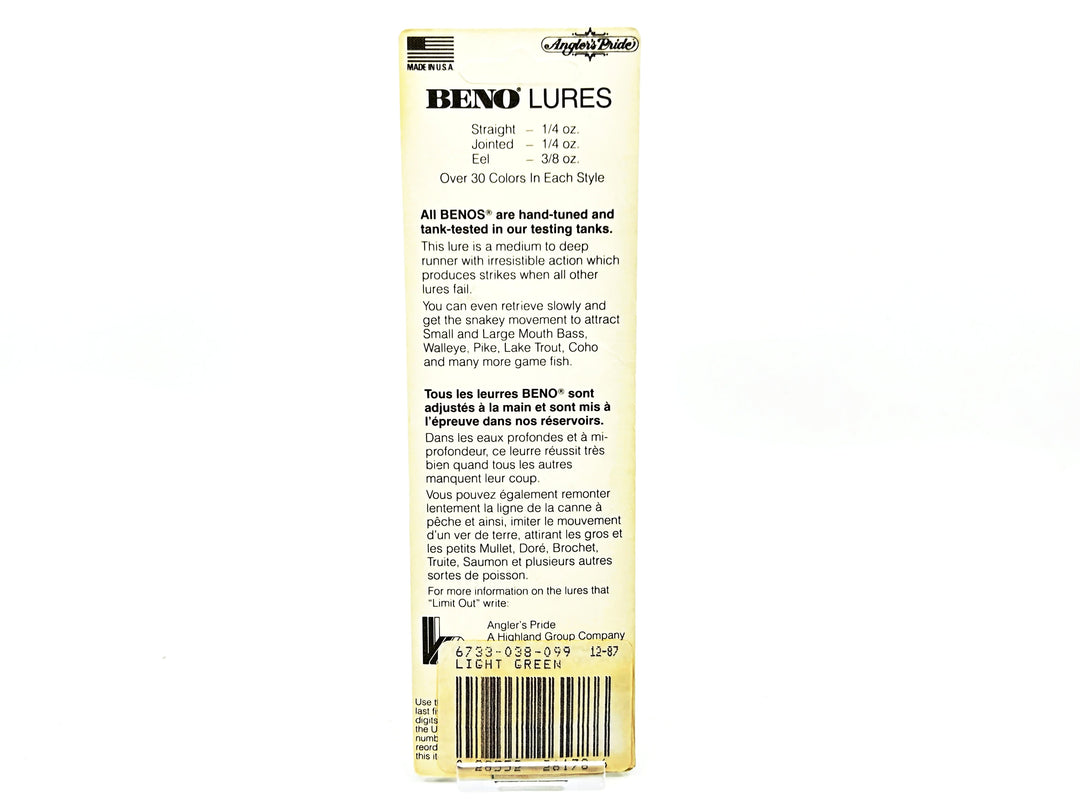 MADE IN U.S.A.
Angler's Pride
BENO® LURES
Straight – 1/4 oz.
Jointed – 1/4 oz.
Eel – 3/8 oz.
Over 30 Colors In Each Style
All BENOS® are hand-tuned and
tank-tested in our testing tanks.
This lure is a medium to deep
runner with irresistible action which
produces strikes when all other
lures fail.
You can even retrieve slowly and
get the snakey movement to attract
Small and Large Mouth Bass,
Walleye, Pike, Lake Trout, Coho
and many more game fish.
Tous les leurres BENO® sont
adjustés à la main et sont mis à
l'épreuve dans nos réservoirs.
Dans les eaux profondes et à mi-
profondeur, ce leurre réussit très
bien quand tous les autres
manquent leur coup.
Vous pouvez également remonter
lentement la ligne de la canne à
pêche et ainsi, imiter le mouvement
d'un ver de terre, attirant les gros et
les petits Mullet, Doré, Brochet,
Truite, Saumon et plusieurs autres
sortes de poisson.
For more information on the lures that
"Limit Out" write:
Angler's Pride
A Highland Group Company
6733-038-099 12-87
LIGHT GREEN
Use
last
digits
the
this